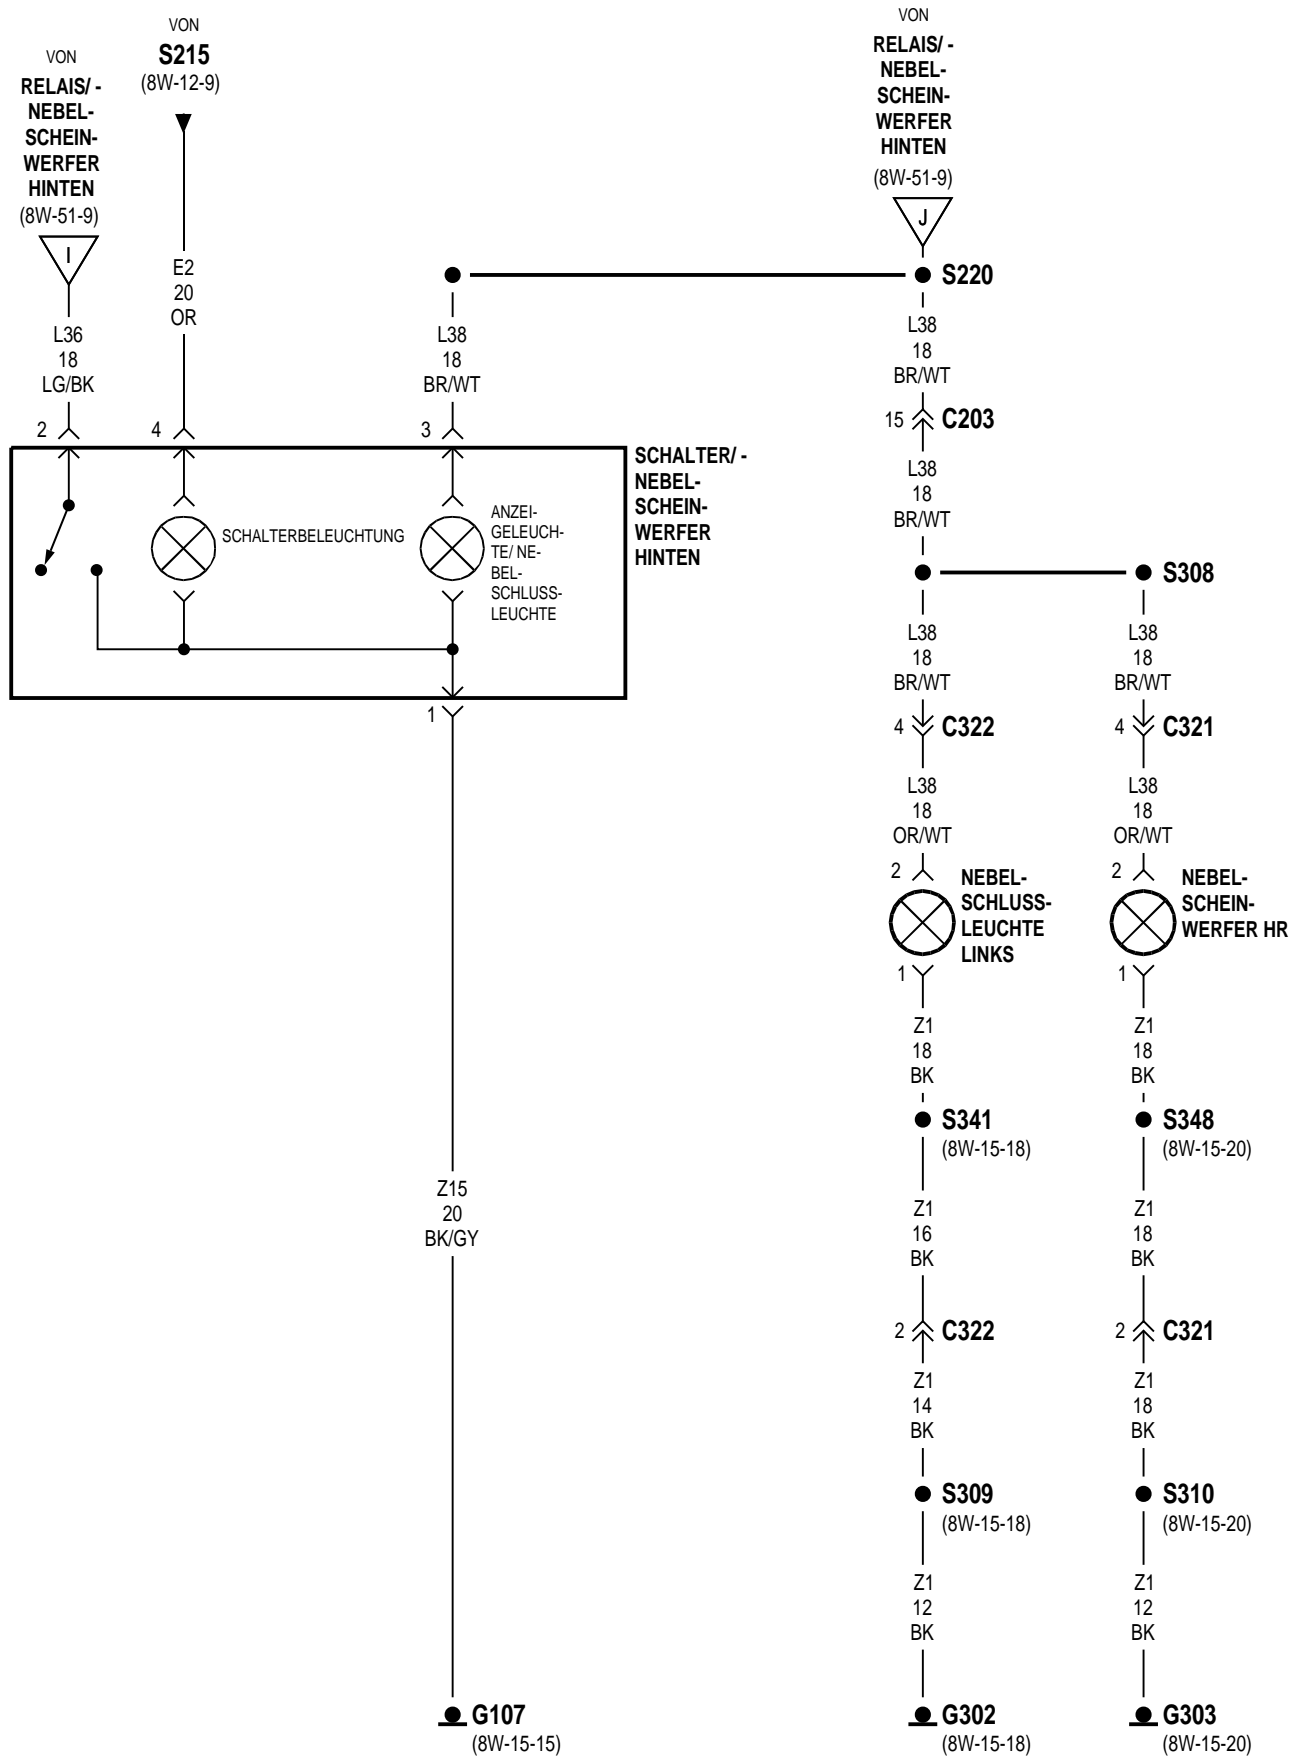 VON
RELAIS/ -
NEBEL-
SCHEIN-
WERFER
HINTEN
(8W-51-9)
I
L36
18
LG/BK
2
VON
S215
(8W-12-9)
E2
20
OR
4
L38
18
BR/WT
3
VON
RELAIS/ -
NEBEL-
SCHEIN-
WERFER
HINTEN
(8W-51-9)
J
S220
L38
18
BR/WT
15
C203
L38
18
BR/WT
SCHALTER/ -
NEBEL-
SCHEIN-
WERFER
HINTEN
SCHALTERBELEUCHTUNG
ANZEI-
GELEUCH-
TE/ NE-
BEL-
SCHLUSS-
LEUCHTE
1
Z15
20
BK/GY
G107
(8W-15-15)
S308
L38
18
BR/WT
4
C322
L38
18
OR/WT
2
NEBEL-
SCHLUSS-
LEUCHTE
LINKS
1
Z1
18
BK
S341
(8W-15-18)
Z1
16
BK
2
C322
Z1
14
BK
S309
(8W-15-18)
Z1
12
BK
G302
(8W-15-18)
L38
18
BR/WT
4
C321
L38
18
OR/WT
2
NEBEL-
SCHEIN-
WERFER HR
1
Z1
18
BK
S348
(8W-15-20)
Z1
18
BK
2
C321
Z1
18
BK
S310
(8W-15-20)
Z1
12
BK
G303
(8W-15-20)